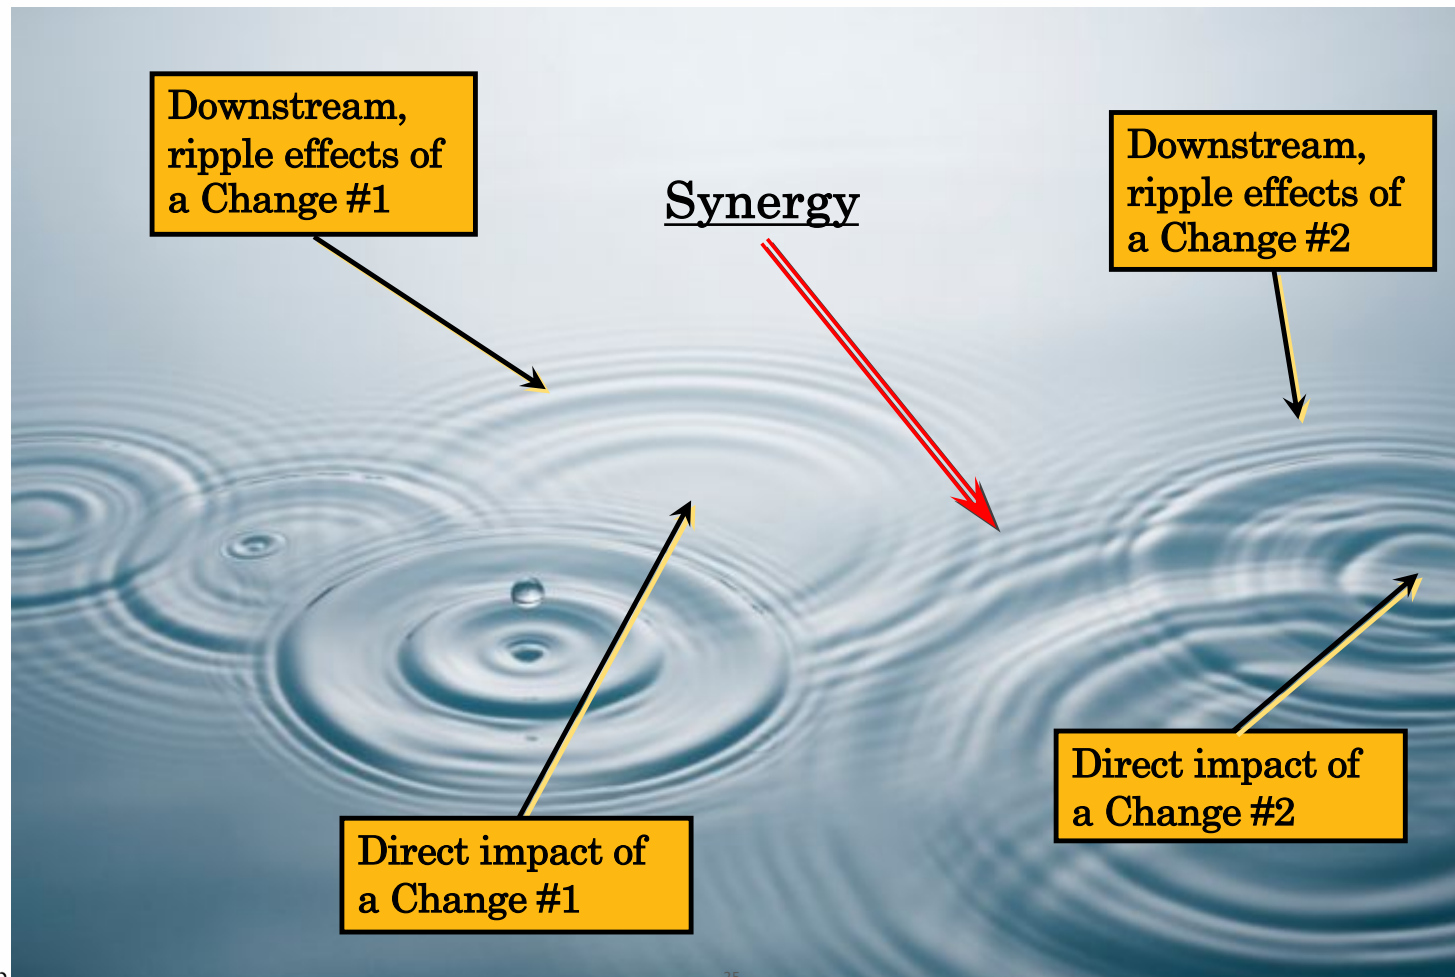 Downstream,
ripple effects of
a Change #1
Synergy
Downstream,
ripple effects of
a Change #2
Direct impact of
a Change #2
Direct impact of
a Change #1
25